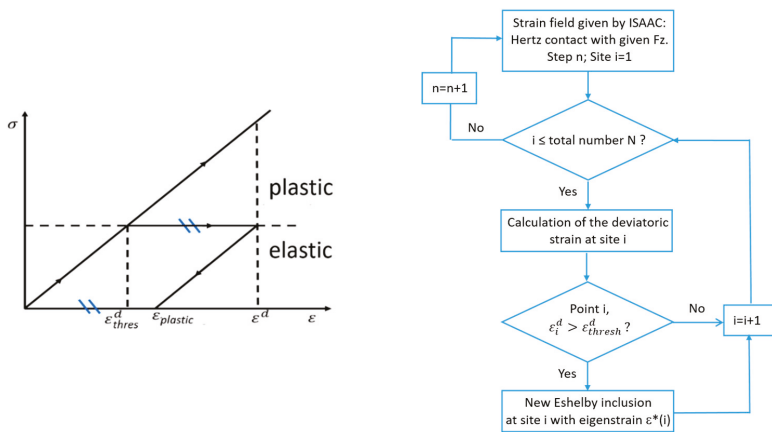 σ
plastic
elastic
ε^d_thres
ε_plastic
ε^d
ε
Strain field given by ISAAC:
Hertz contact with given Fz.
Step n; Site i=1
n=n+1
No
i ≤ total number N ?
Yes
Calculation of the deviatoric
strain at site i
Point i,
ε_i^d > ε_thresh^d ?
No
i=i+1
Yes
New Eshelby inclusion
at site i with eigenstrain ε*(i)